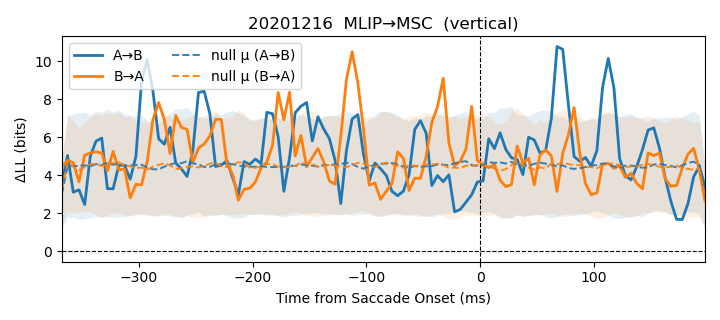 20201216  MLIP→MSC  (vertical)
ΔLL (bits)
10
8
6
4
2
0
A→B
B→A
null μ (A→B)
null μ (B→A)
−300
−200
−100
0
100
Time from Saccade Onset (ms)